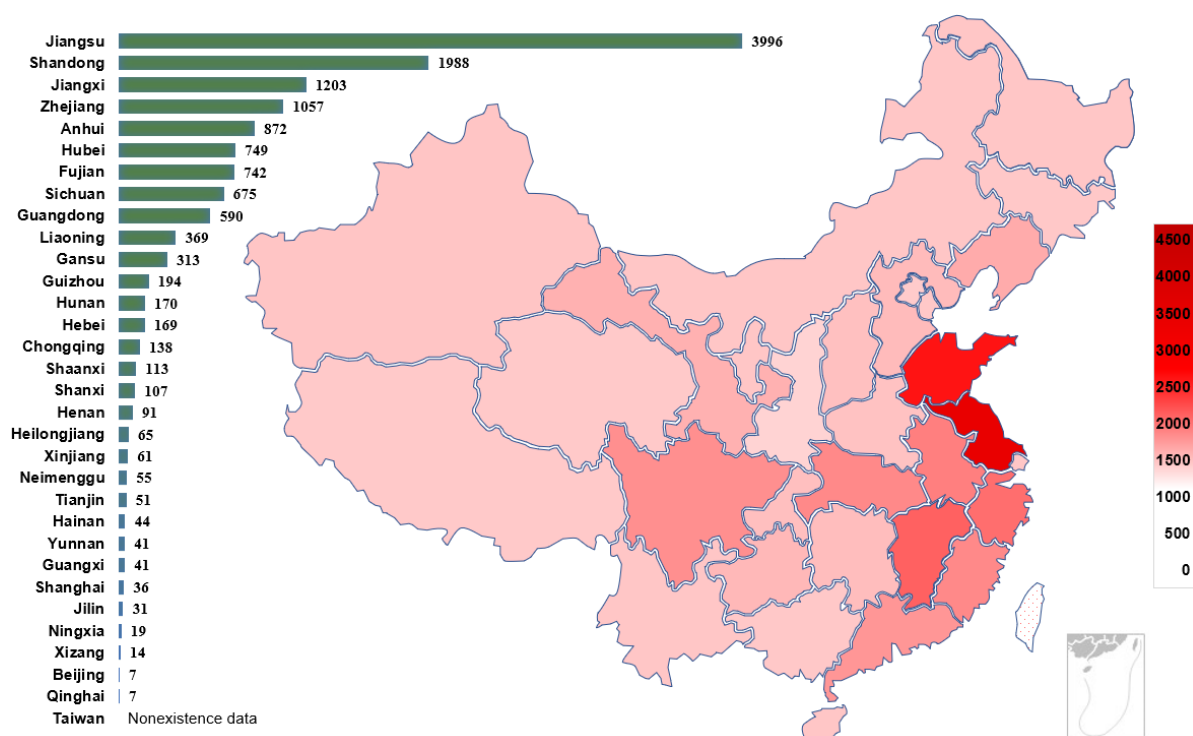 Jiangsu 3996
Shandong 1988
Jiangxi 1203
Zhejiang 1057
Anhui 872
Hubei 749
Fujian 742
Sichuan 675
Guangdong 590
Liaoning 369
Gansu 313
Guizhou 194
Hunan 170
Hebei 169
Chongqing 138
Shaanxi 113
Shanxi 107
Henan 91
Heilongjiang 65
Xinjiang 61
Neimenggu 55
Tianjin 51
Hainan 44
Yunnan 41
Guangxi 41
Shanghai 36
Jilin 31
Ningxia 19
Xizang 14
Beijing 7
Qinghai 7
Taiwan Nonexistence data
4500
4000
3500
3000
2500
2000
1500
1000
500
0